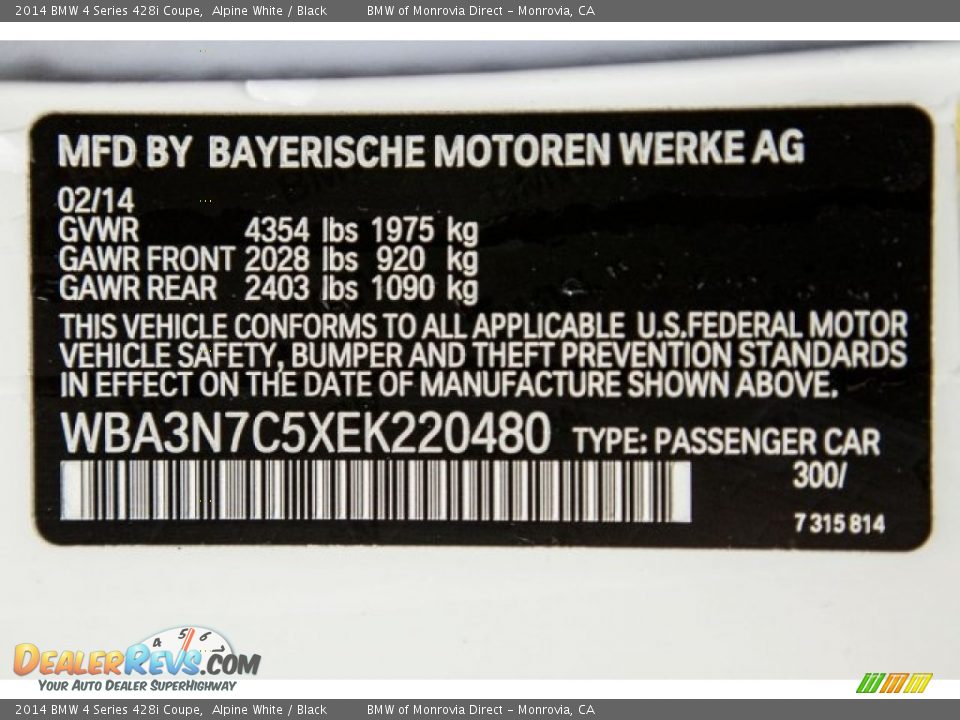 2014 BMW 4 Series 428i Coupe, Alpine White / Black BMW of Monrovia Direct - Monrovia, CA
MFD BY BAYERISCHE MOTOREN WERKE AG
02/14
GVWR 4354 lbs 1975 kg
GAWR FRONT 2028 lbs 920 kg
GAWR REAR 2403 lbs 1090 kg
THIS VEHICLE CONFORMS TO ALL APPLICABLE U.S.FEDERAL MOTOR
VEHICLE SAFETY, BUMPER AND THEFT PREVENTION STANDARDS
IN EFFECT ON THE DATE OF MANUFACTURE SHOWN ABOVE.
WBA3N7C5XEK220480 TYPE: PASSENGER CAR
300/
7 315 814
4 5 6 7
DEALERREVS.COM
YOUR AUTO DEALER SUPERHIGHWAY
2014 BMW 4 Series 428i Coupe, Alpine White / Black BMW of Monrovia Direct - Monrovia, CA